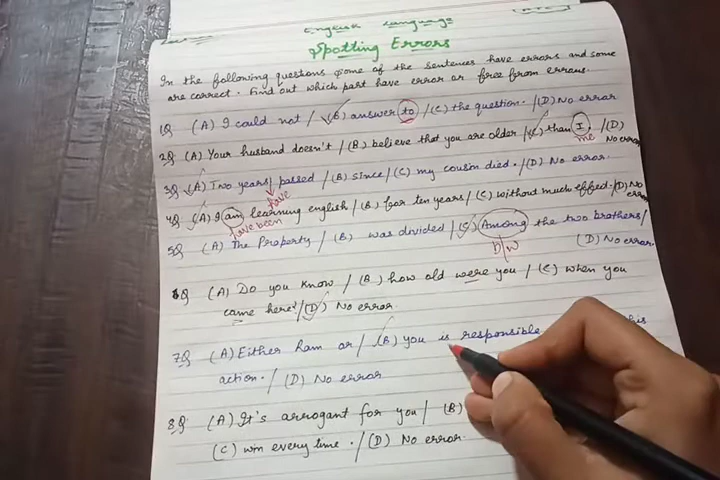 English Language
Spotting Errors
In the following questions some of the sentences have errors and some
are correct. Find out which part have error or free from errors.
1Q (A) I could not / (B) answer to / (C) the question. / (D) No error
2Q (A) Your husband doesn't / (B) believe that you are older / (C) than I. / (D)
me No error
3Q (A) Two years passed / (B) since / (C) my cousin died. / (D) No error.
have
4Q (A) I am learning english / (B) for ten years / (C) without much effed. / (D) No
have been error
5Q (A) The Property / (B) was divided / (C) Among the two brothers /
b/w (D) No error
6Q (A) Do you know / (B) how old were you / (C) when you
came here? / (D) No error.
7Q (A) Either Ram or / (B) you is responsible
action. / (D) No error
8Q (A) It's arrogant for you / (B)
(C) win every time. / (D) No error.